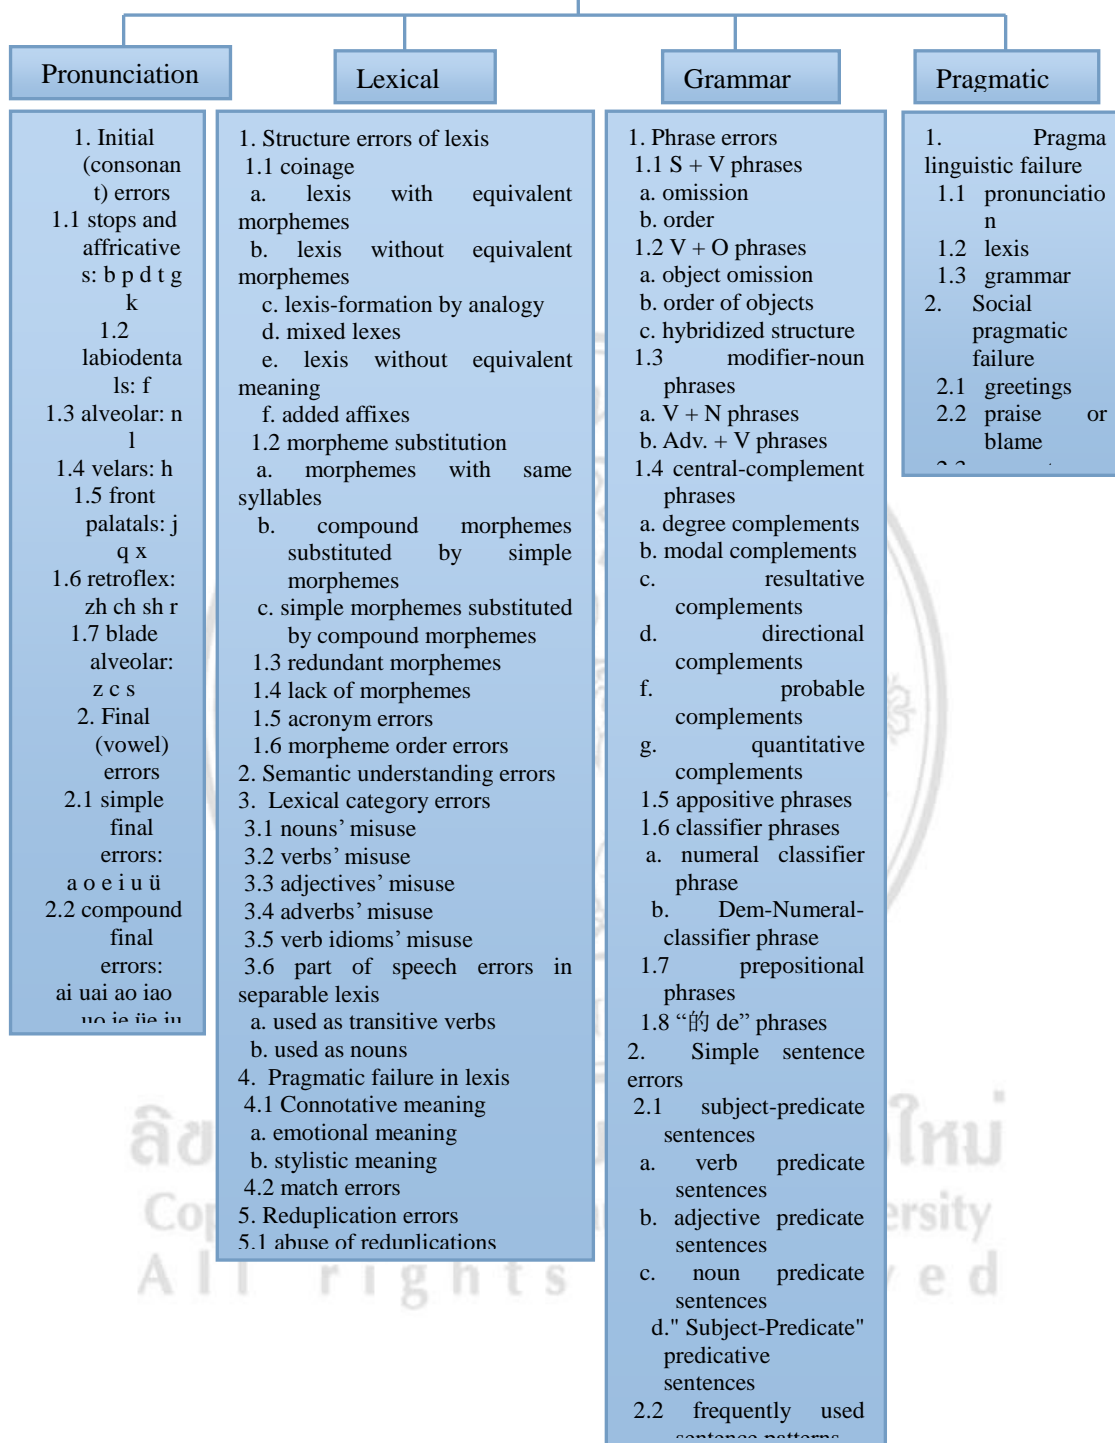 Pronunciation
1. Initial
(consonan
t) errors
1.1 stops and
affricative
s: b p d t g
k
1.2
labiodenta
ls: f
1.3 alveolar: n
l
1.4 velars: h
1.5 front
palatals: j
q x
1.6 retroflex:
zh ch sh r
1.7 blade
alveolar:
z c s
2. Final
(vowel)
errors
2.1 simple
final
errors:
a o e i u ü
2.2 compound
final
errors:
ai uai ao iao
uo ie üe iu
Lexical
1. Structure errors of lexis
1.1 coinage
a. lexis with equivalent
morphemes
b. lexis without equivalent
morphemes
c. lexis-formation by analogy
d. mixed lexes
e. lexis without equivalent
meaning
f. added affixes
1.2 morpheme substitution
a. morphemes with same
syllables
b. compound morphemes
substituted by simple
morphemes
c. simple morphemes substituted
by compound morphemes
1.3 redundant morphemes
1.4 lack of morphemes
1.5 acronym errors
1.6 morpheme order errors
2. Semantic understanding errors
3. Lexical category errors
3.1 nouns’ misuse
3.2 verbs’ misuse
3.3 adjectives’ misuse
3.4 adverbs’ misuse
3.5 verb idioms’ misuse
3.6 part of speech errors in
separable lexis
a. used as transitive verbs
b. used as nouns
4. Pragmatic failure in lexis
4.1 Connotative meaning
a. emotional meaning
b. stylistic meaning
4.2 match errors
5. Reduplication errors
5.1 abuse of reduplications
Grammar
1. Phrase errors
1.1 S + V phrases
a. omission
b. order
1.2 V + O phrases
a. object omission
b. order of objects
c. hybridized structure
1.3 modifier-noun
phrases
a. V + N phrases
b. Adv. + V phrases
1.4 central-complement
phrases
a. degree complements
b. modal complements
c. resultative
complements
d. directional
complements
f. probable
complements
g. quantitative
complements
1.5 appositive phrases
1.6 classifier phrases
a. numeral classifier
phrase
b. Dem-Numeral-
classifier phrase
1.7 prepositional
phrases
1.8 “的 de” phrases
2. Simple sentence
errors
2.1 subject-predicate
sentences
a. verb predicate
sentences
b. adjective predicate
sentences
c. noun predicate
sentences
d." Subject-Predicate"
predicative
sentences
2.2 frequently used
sentence patterns
Pragmatic
1. Pragma
linguistic failure
1.1 pronunciatio
n
1.2 lexis
1.3 grammar
2. Social
pragmatic
failure
2.1 greetings
2.2 praise or
blame
2.3
All rights